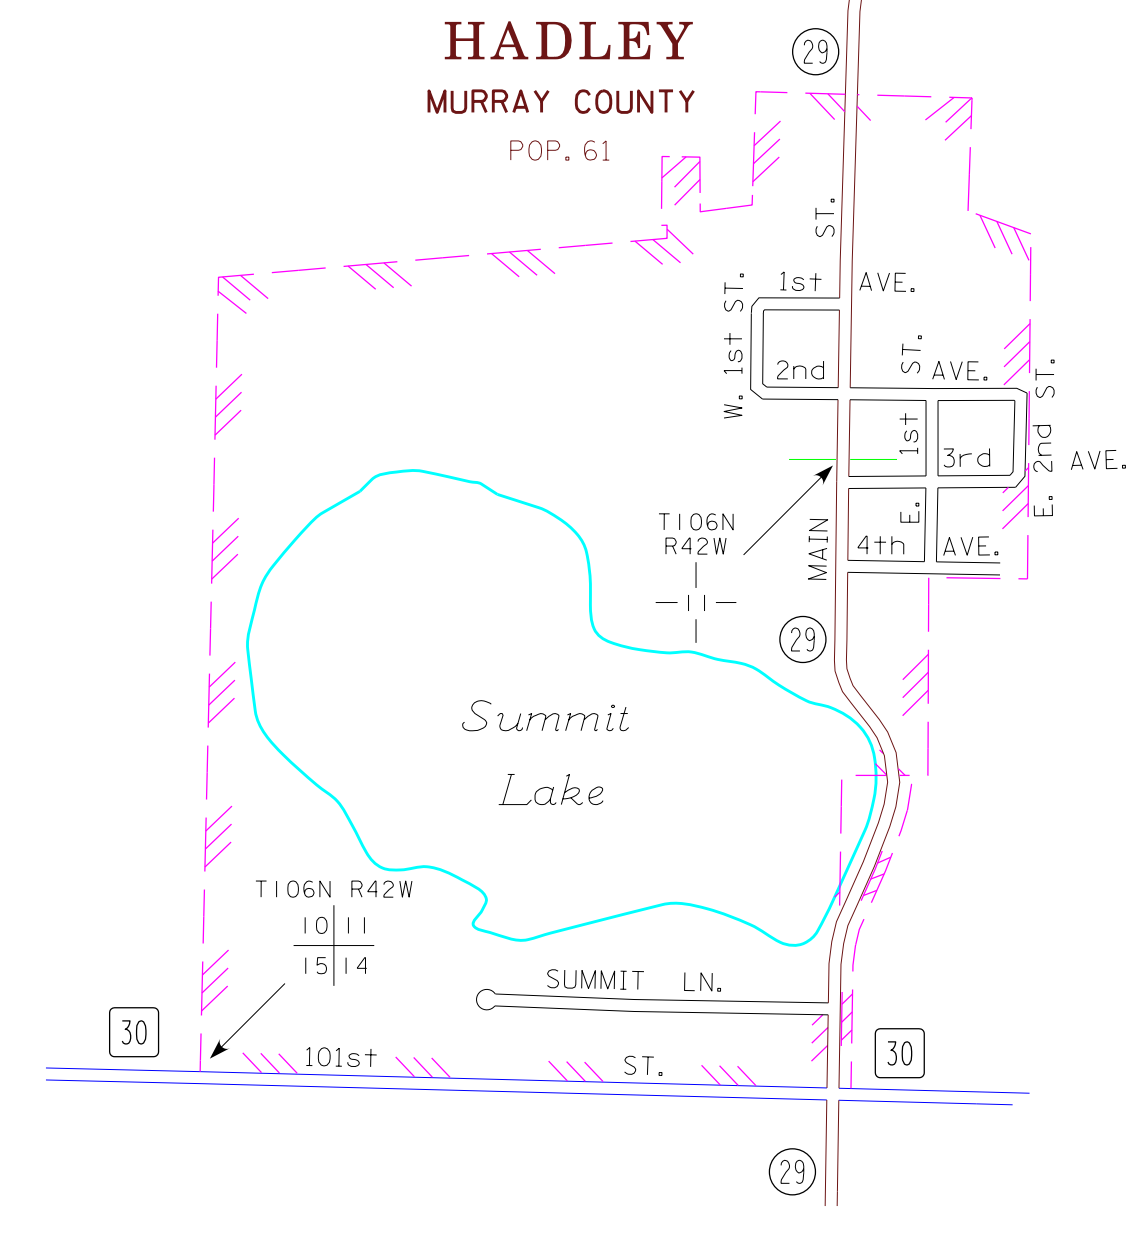 HADLEY
MURRAY COUNTY
POP. 61
29
MAIN ST.
1st AVE.
W. 1st ST.
2nd AVE.
E. 1st ST.
3rd AVE.
E. 2nd ST.
4th AVE.
T106N
R42W
29
Summit
Lake
T106N R42W
10 11
15 14
SUMMIT LN.
30
101st ST.
30
29